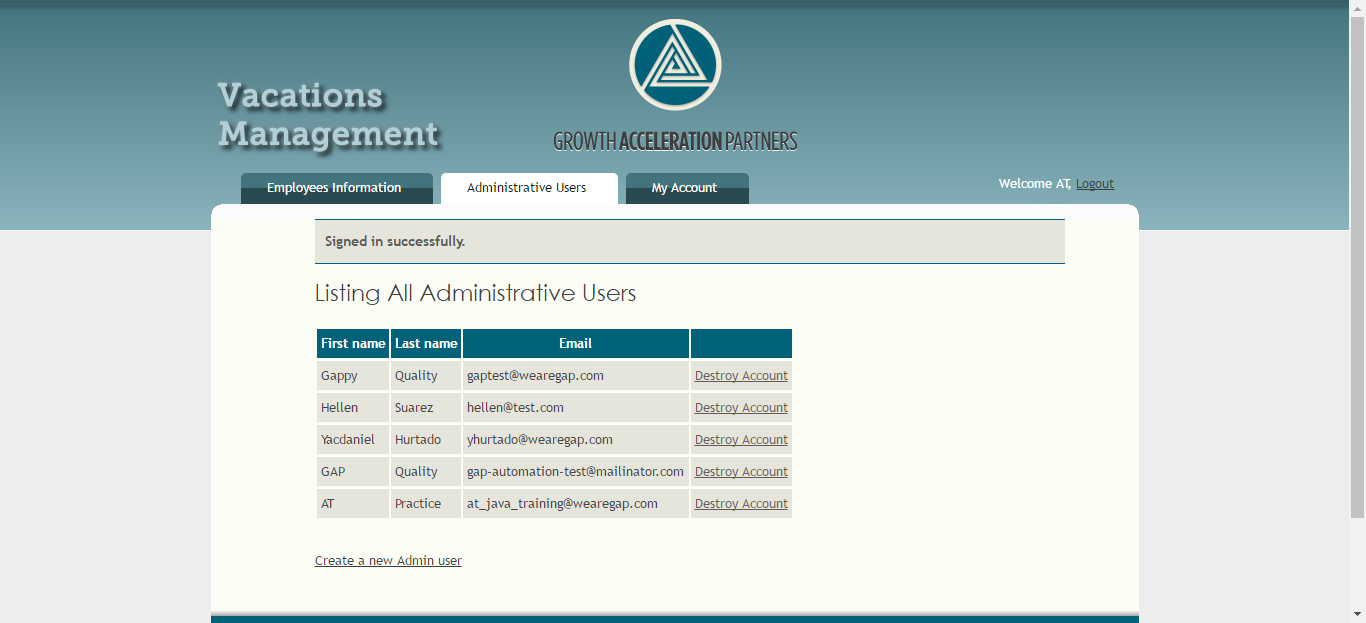 Vacations
Management
GROWTH ACCELERATION PARTNERS
Employees Information Administrative Users My Account Welcome AT, Logout
Signed in successfully.
Listing All Administrative Users
First name Last name Email
Gappy Quality gaptest@wearegap.com Destroy Account
Hellen Suarez hellen@test.com Destroy Account
Yacdaniel Hurtado yhurtado@wearegap.com Destroy Account
GAP Quality gap-automation-test@mailinator.com Destroy Account
AT Practice at_java_training@wearegap.com Destroy Account
Create a new Admin user